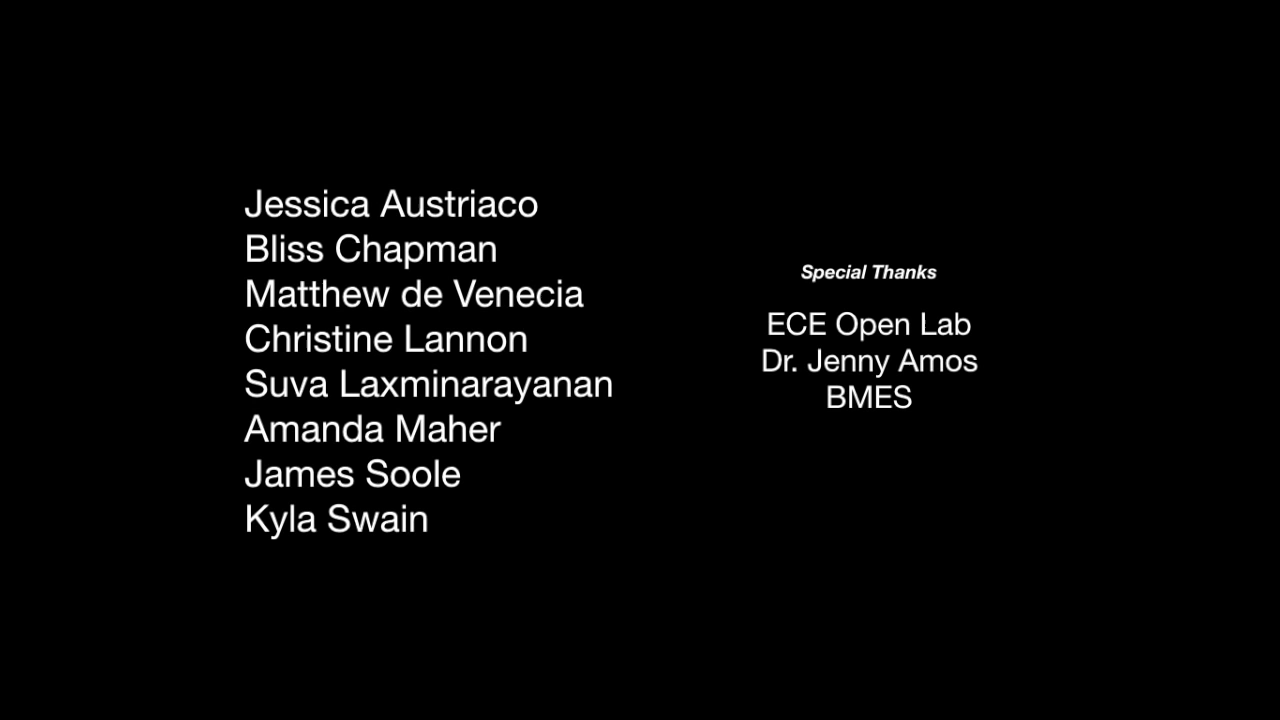 Jessica Austriaco
Bliss Chapman
Matthew de Venecia
Christine Lannon
Suva Laxminarayanan
Amanda Maher
James Soole
Kyla Swain
Special Thanks
ECE Open Lab
Dr. Jenny Amos
BMES